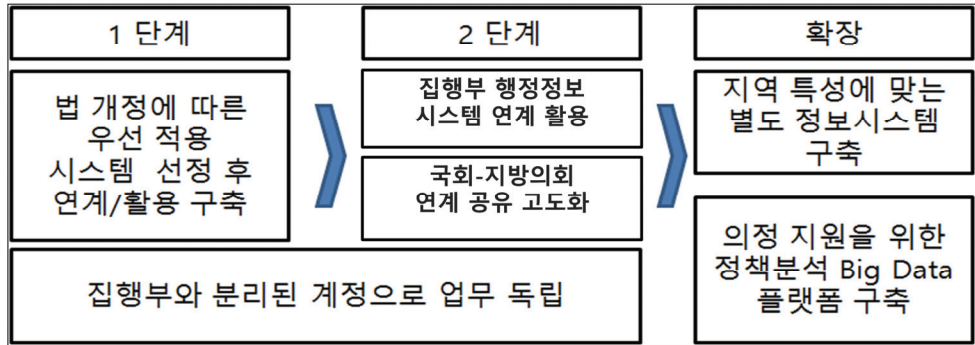 1 단계
법 개정에 따른
우선 적용
시스템 선정 후
연계/활용 구축
2 단계
집행부 행정정보
시스템 연계 활용
국회-지방의회
연계 공유 고도화
집행부와 분리된 계정으로 업무 독립
확장
지역 특성에 맞는
별도 정보시스템
구축
의정 지원을 위한
정책분석 Big Data
플랫폼 구축